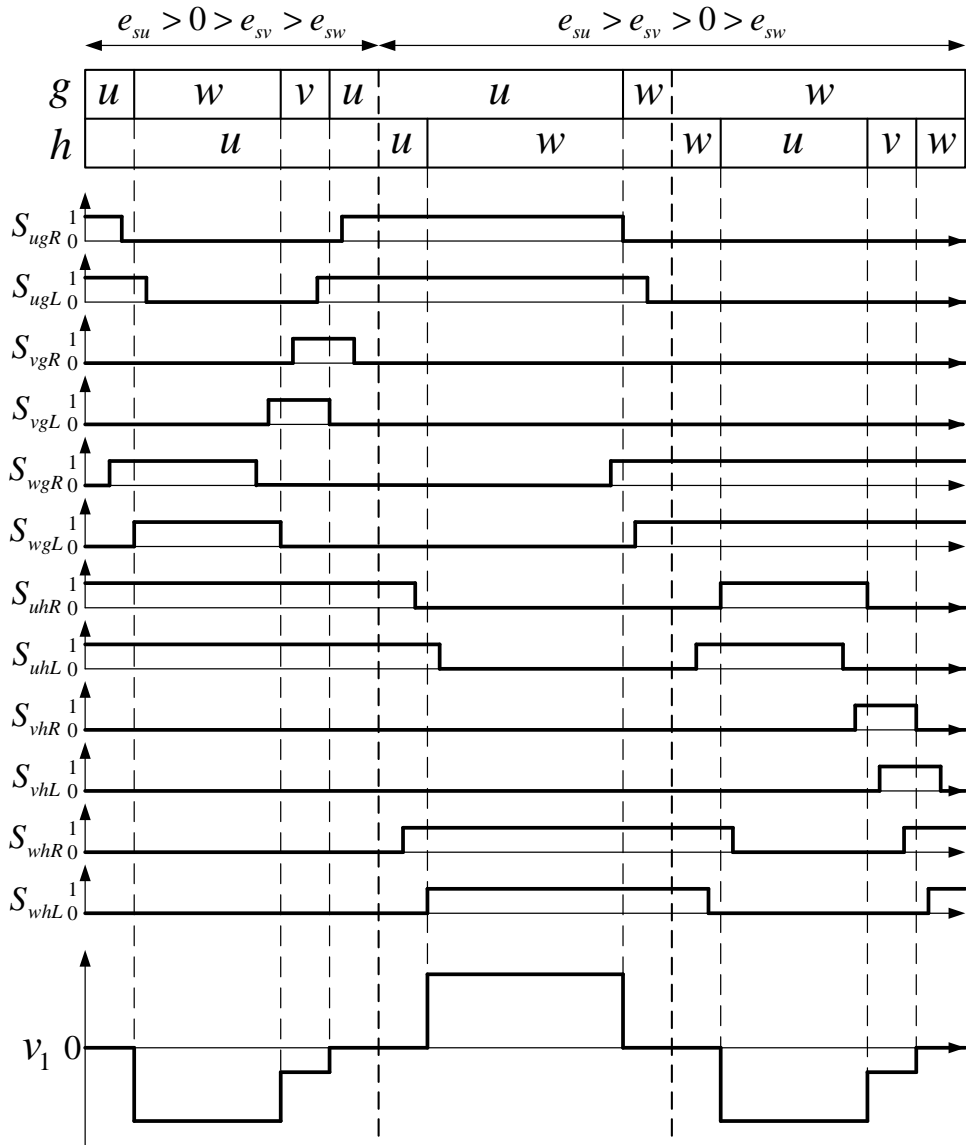 e_su > 0 > e_sv > e_sw e_su > e_sv > 0 > e_sw
g u w v u u w w
h u u w w u v w
S_ugR 1 0
S_ugL 1 0
S_vgR 1 0
S_vgL 1 0
S_wgR 1 0
S_wgL 1 0
S_uhR 1 0
S_uhL 1 0
S_vhR 1 0
S_vhL 1 0
S_whR 1 0
S_whL 1 0
v_1 0